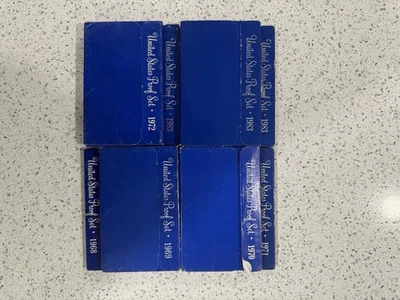 United States Proof Set • 1972
United States Proof Set • 1983
United States Proof Set • 1983
United States Proof Set • 1983
United States Proof Set • 1968
United States Proof Set • 1969
United States Proof Set • 1970
United States Proof Set • 1971